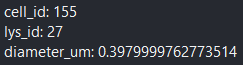 cell_id: 155
lys_id: 27
diameter_um: 0.3979999762773514